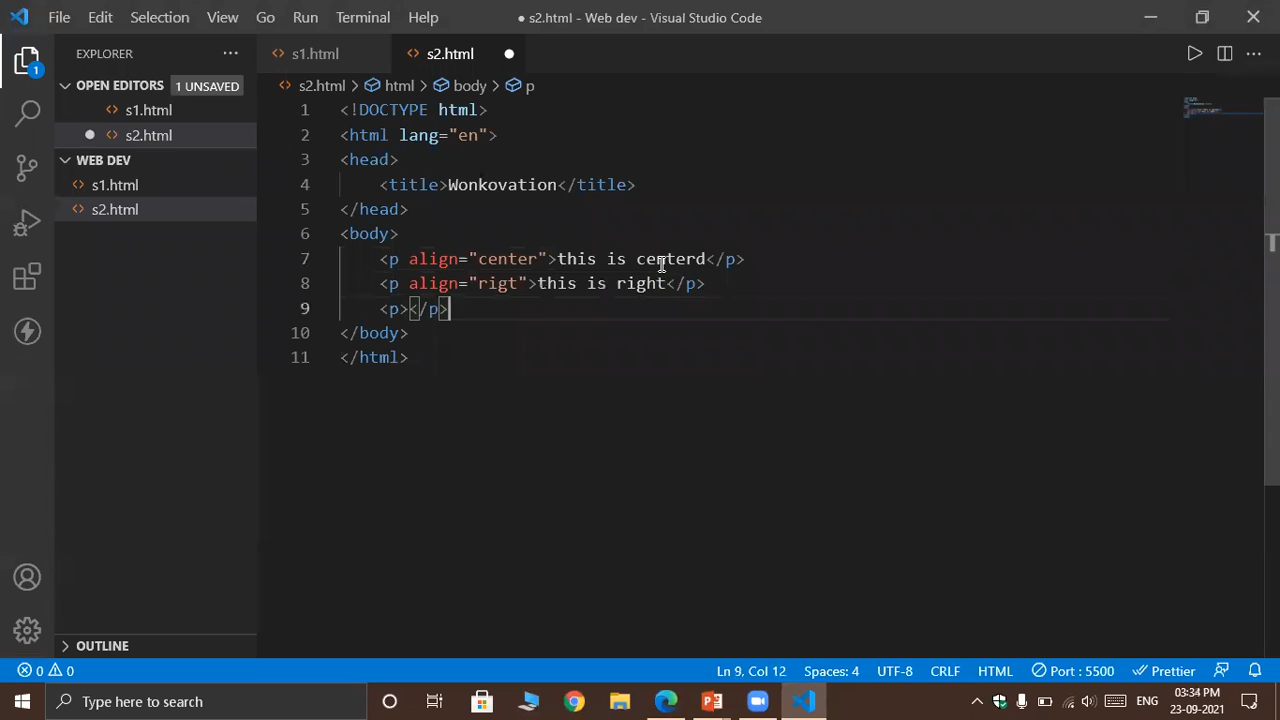 File Edit Selection View Go Run Terminal Help ● s2.html - Web dev - Visual Studio Code
EXPLORER ··· s1.html s2.html ●
OPEN EDITORS 1 UNSAVED
s2.html > html > body > p
s1.html
● s2.html
WEB DEV
s1.html
s2.html
1 <!DOCTYPE html>
2 <html lang="en">
3 <head>
4 <title>Wonkovation</title>
5 </head>
6 <body>
7 <p align="center">this is centerd</p>
8 <p align="rigt">this is right</p>
9 <p></p>
10 </body>
11 </html>
1
OUTLINE
0 0 Ln 9, Col 12 Spaces: 4 UTF-8 CRLF HTML Port : 5500 Prettier
Type here to search
ENG
03:34 PM
23-09-2021